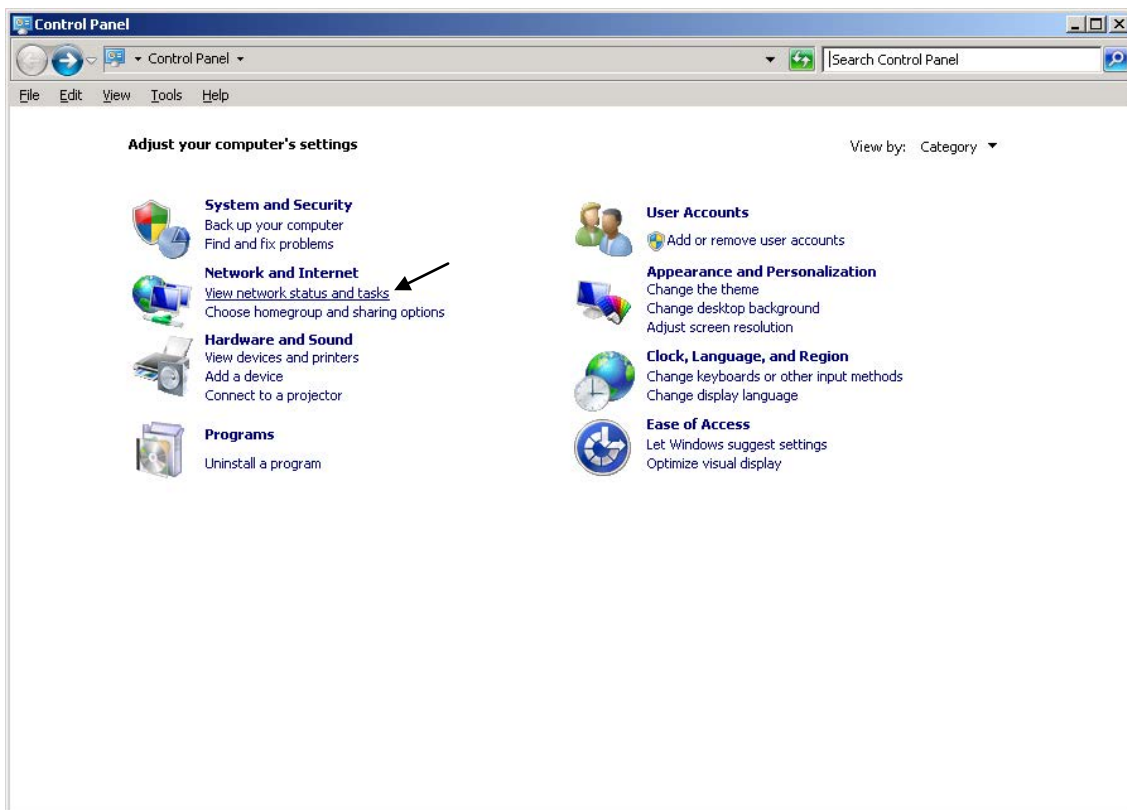 Control Panel
Control Panel
Search Control Panel
File Edit View Tools Help
Adjust your computer's settings
View by: Category
System and Security
Back up your computer
Find and fix problems
Network and Internet
View network status and tasks
Choose homegroup and sharing options
Hardware and Sound
View devices and printers
Add a device
Connect to a projector
Programs
Uninstall a program
User Accounts
Add or remove user accounts
Appearance and Personalization
Change the theme
Change desktop background
Adjust screen resolution
Clock, Language, and Region
Change keyboards or other input methods
Change display language
Ease of Access
Let Windows suggest settings
Optimize visual display